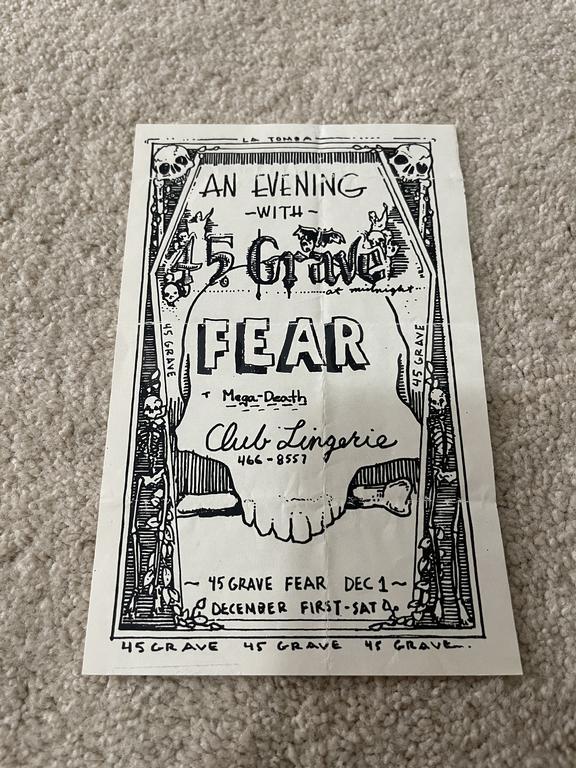 LA TOMBA
AN EVENING
-WITH-
45 Grave
at midnight
FEAR
Mega-Death
Club Lingerie
466-8557
45 GRAVE
45 GRAVE
~ 45 GRAVE FEAR DEC 1 ~
DECEMBER FIRST-SAT
45 GRAVE 45 GRAVE 45 GRAVE